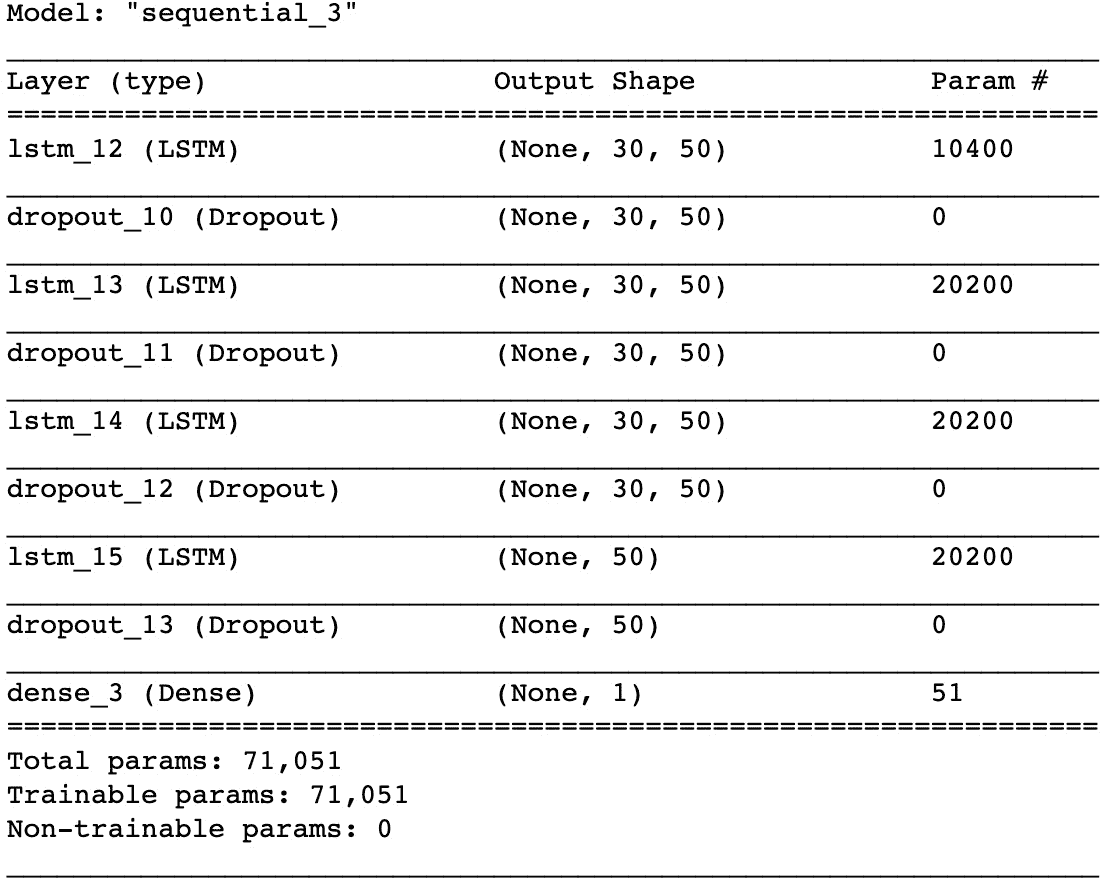 Model: "sequential_3"
Layer (type) Output Shape Param #
=================================================================
lstm_12 (LSTM) (None, 30, 50) 10400
dropout_10 (Dropout) (None, 30, 50) 0
lstm_13 (LSTM) (None, 30, 50) 20200
dropout_11 (Dropout) (None, 30, 50) 0
lstm_14 (LSTM) (None, 30, 50) 20200
dropout_12 (Dropout) (None, 30, 50) 0
lstm_15 (LSTM) (None, 50) 20200
dropout_13 (Dropout) (None, 50) 0
dense_3 (Dense) (None, 1) 51
=================================================================
Total params: 71,051
Trainable params: 71,051
Non-trainable params: 0